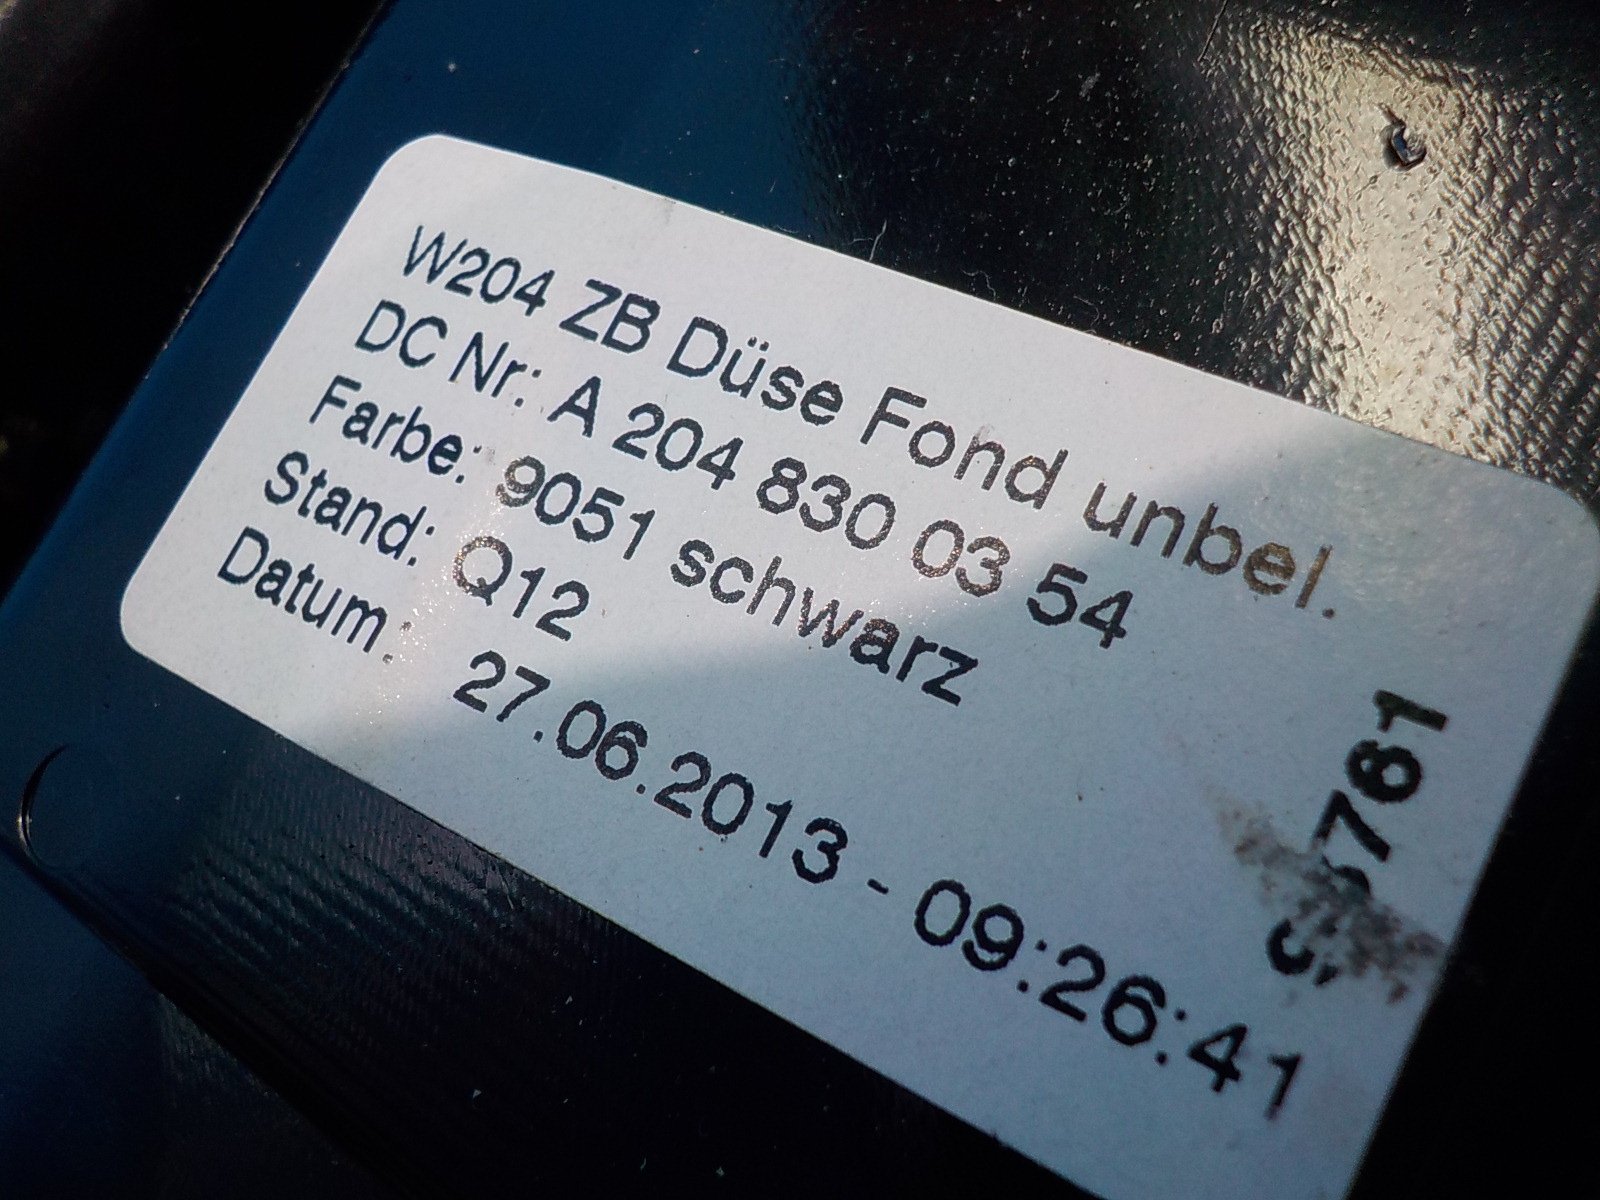 W204 ZB Düse Fond unbel.
DC Nr: A 204 830 03 54
Farbe: 9051 schwarz
Stand: Q12
Datum: 27.06.2013 - 09:26:41